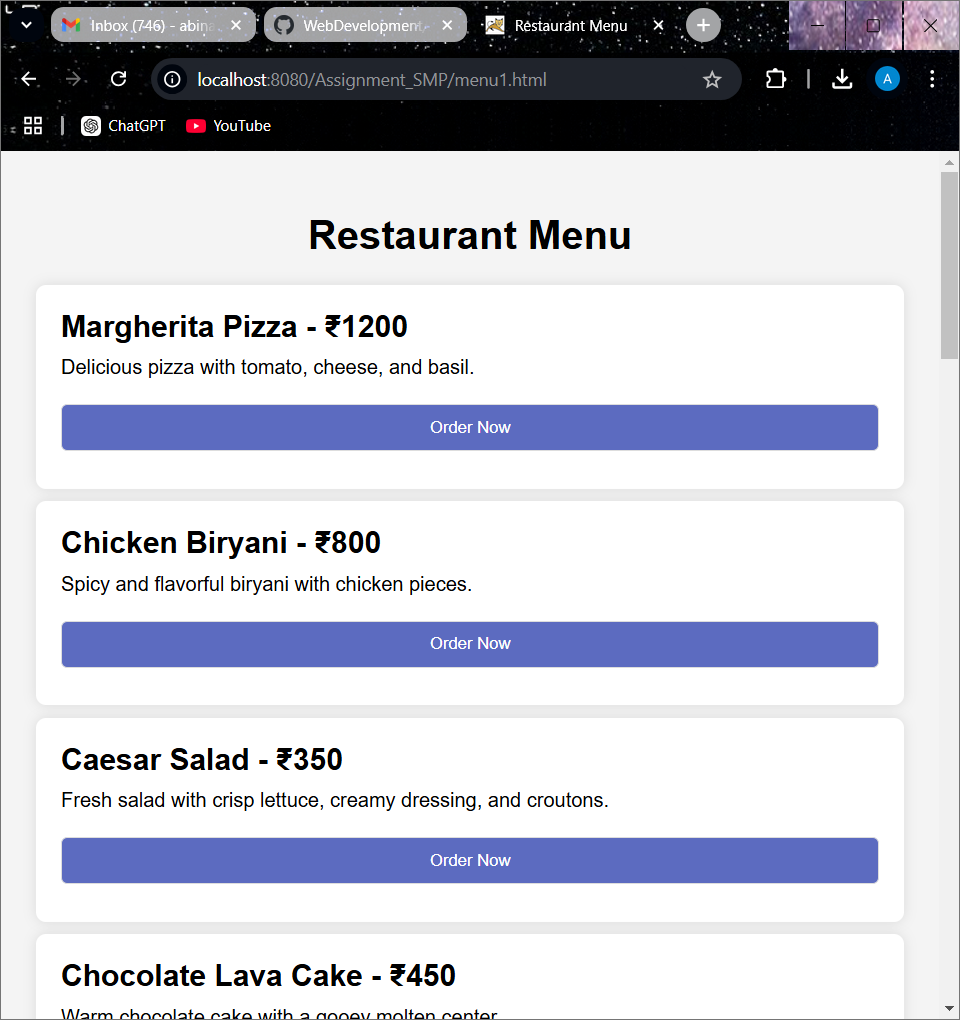 Inbox (746) - abina
WebDevelopment
Restaurant Menu
localhost:8080/Assignment_SMP/menu1.html
A
ChatGPT
YouTube
Restaurant Menu
Margherita Pizza - ₹1200
Delicious pizza with tomato, cheese, and basil.
Order Now
Chicken Biryani - ₹800
Spicy and flavorful biryani with chicken pieces.
Order Now
Caesar Salad - ₹350
Fresh salad with crisp lettuce, creamy dressing, and croutons.
Order Now
Chocolate Lava Cake - ₹450
Warm chocolate cake with a gooey molten center.